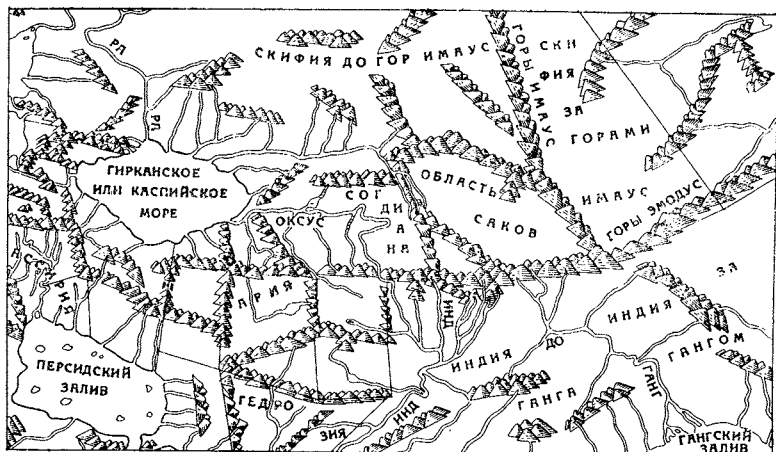 РА
СКИФИЯ ДО ГОР ИМАУС
ГОРЫ ИМАУС
СКИ
ФИЯ
ЗА
ГОРАМИ
ИМАУС
РА
ГИРКАНСКОЕ
ИЛИ КАСПИЙСКОЕ
МОРЕ
СОГ
ДИ
А
НА
ОБЛАСТЬ
САКОВ
ОКСУС
ГОРЫ ЭМОДУС
АССИРИЯ
АРИЯ
ИНД
ИНДИЯ
ЗА
ГАНГОМ
ПЕРСИДСКИЙ
ЗАЛИВ
ИНДИЯ ДО
ГАНГА
ГАНГ
ГЕДРО
ЗИЯ
ИНД
ГАНГСКИЙ
ЗАЛИВ